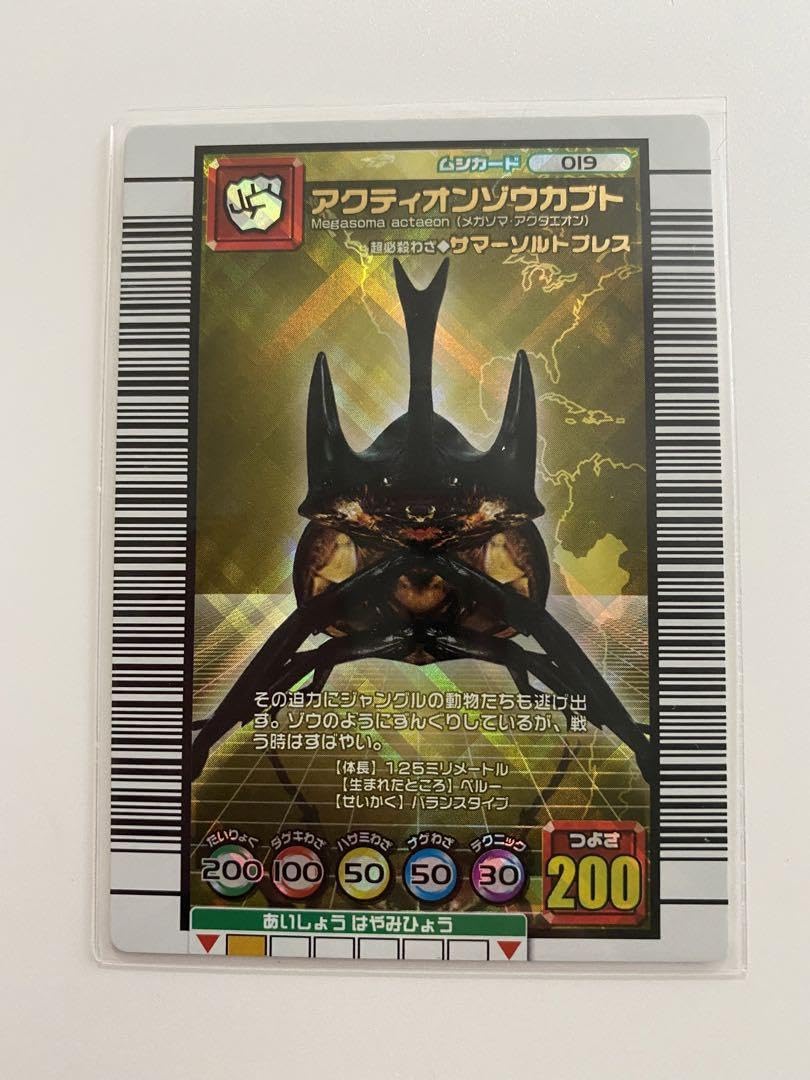 ムシカード 019
アクティオンゾウカブト
Megasoma actaeon (メガソマ・アクタエオン)
超必殺わざ◆サマーソルトプレス
その迫力にジャングルの動物たちも逃げ出
す。ゾウのようにずんぐりしているが、戦
う時はすばやい。
【体長】125ミリメートル
【生まれたところ】ペルー
【せいかく】バランスタイプ
たいりょく ダゲキわざ ハサミわざ ナゲわざ テクニック つよさ
200 100 50 50 30 200
あいしょう はやみひょう